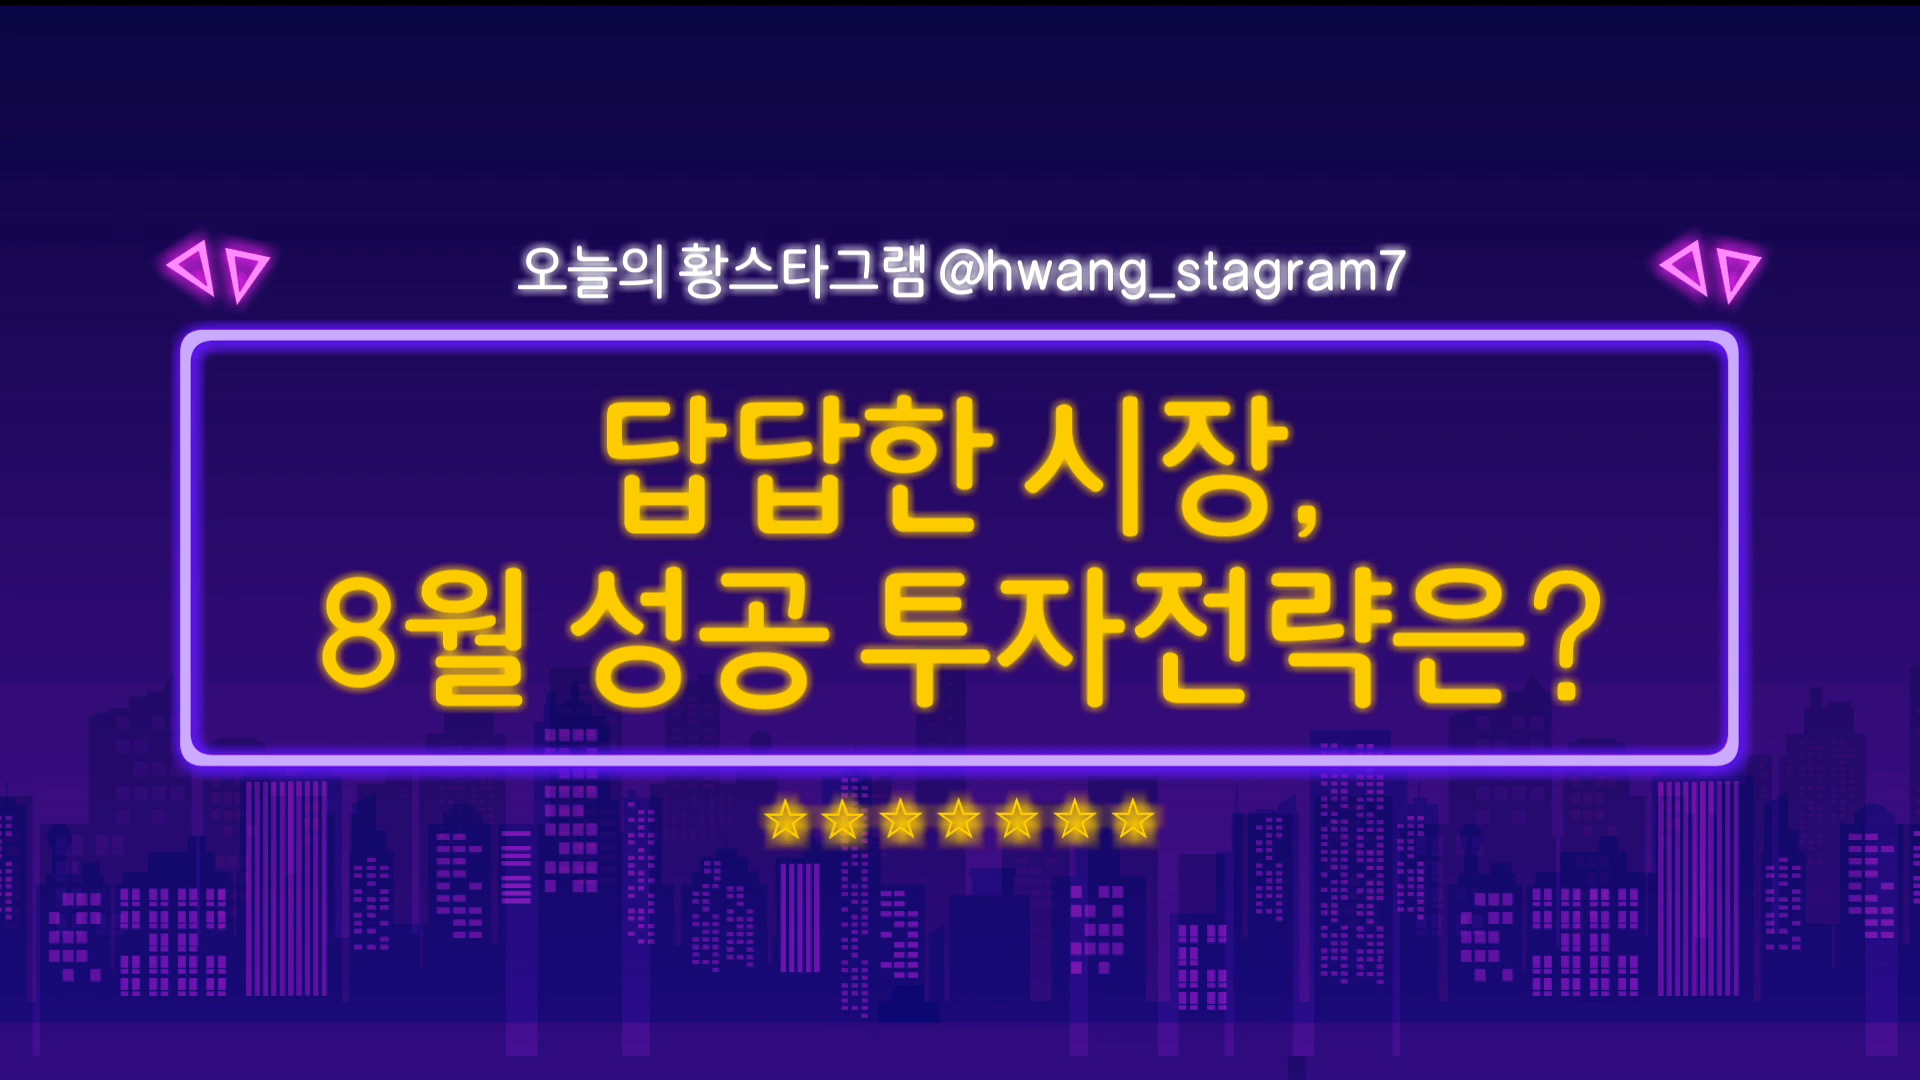 오늘의 황스타그램 @hwang_stagram7
답답한 시장,
8월 성공 투자전략은?